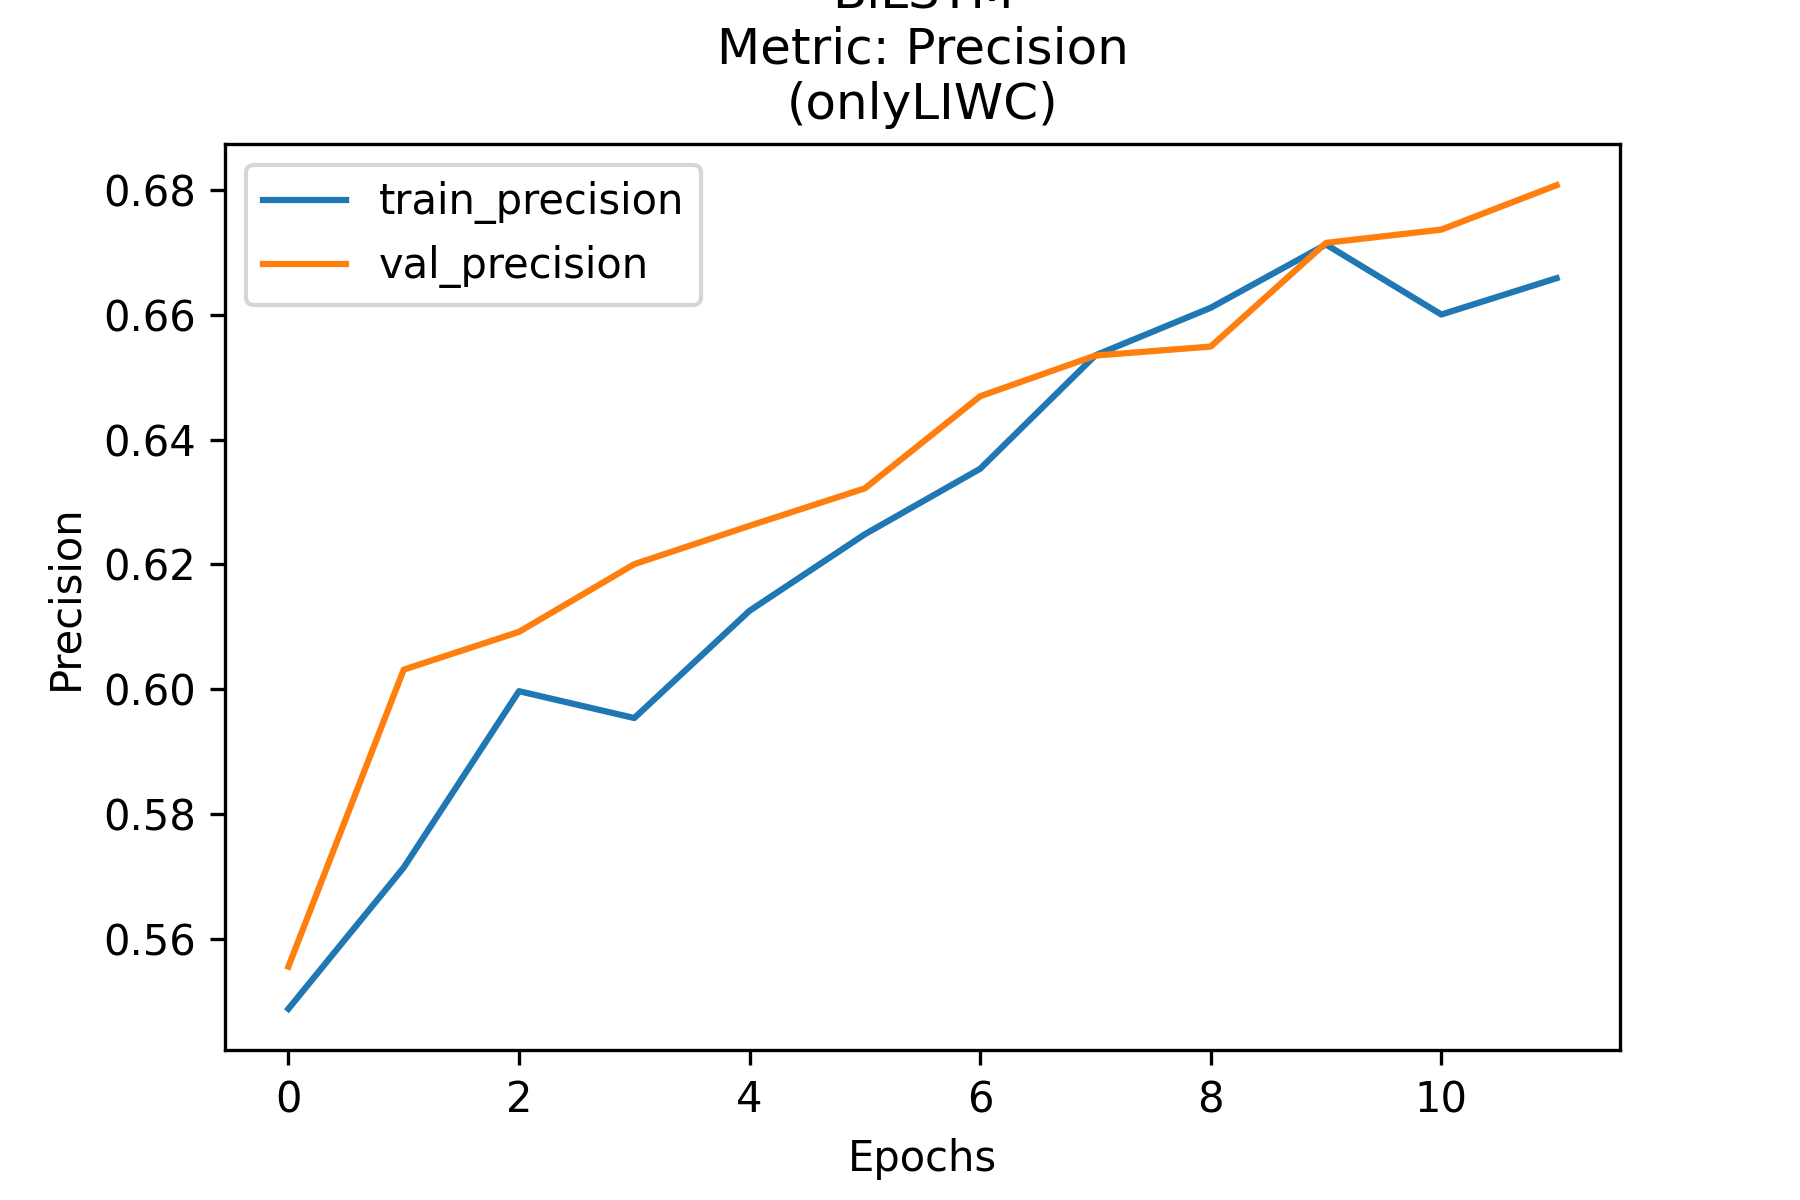 BiLSTM
Metric: Precision
(onlyLIWC)
train_precision
val_precision
0.68
0.66
0.64
0.62
0.60
0.58
0.56
Precision
0
2
4
6
8
10
Epochs